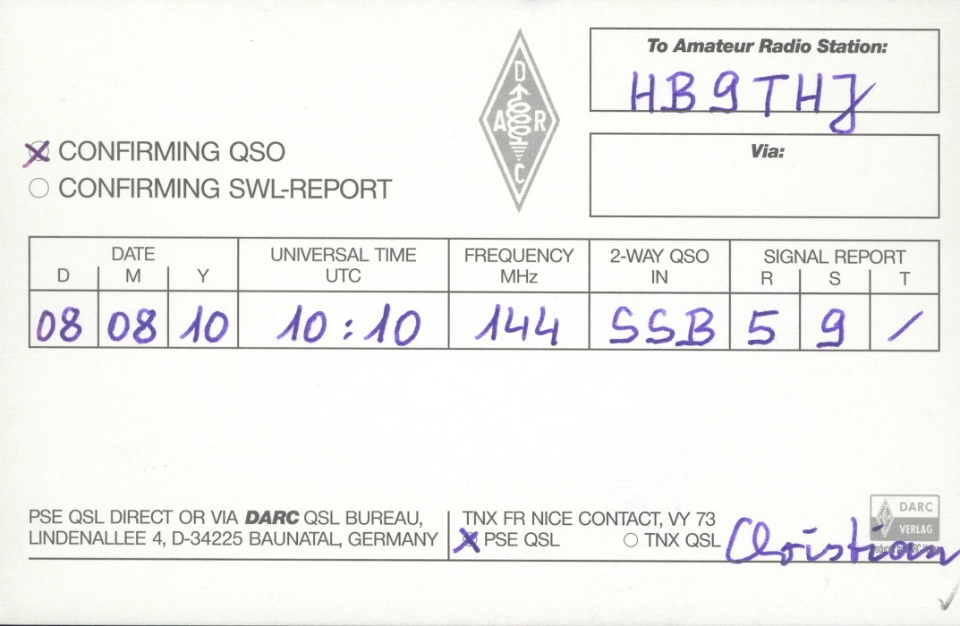 D
A R
C
To Amateur Radio Station:
HB9THJ
Via:
CONFIRMING QSO
CONFIRMING SWL-REPORT
DATE UNIVERSAL TIME FREQUENCY 2-WAY QSO SIGNAL REPORT
D M Y UTC MHz IN R S T
08 08 10 10:10 144 SSB 5 9 /
PSE QSL DIRECT OR VIA DARC QSL BUREAU,
LINDENALLEE 4, D-34225 BAUNATAL, GERMANY
TNX FR NICE CONTACT, VY 73
PSE QSL TNX QSL
Christian
DARC
VERLAG